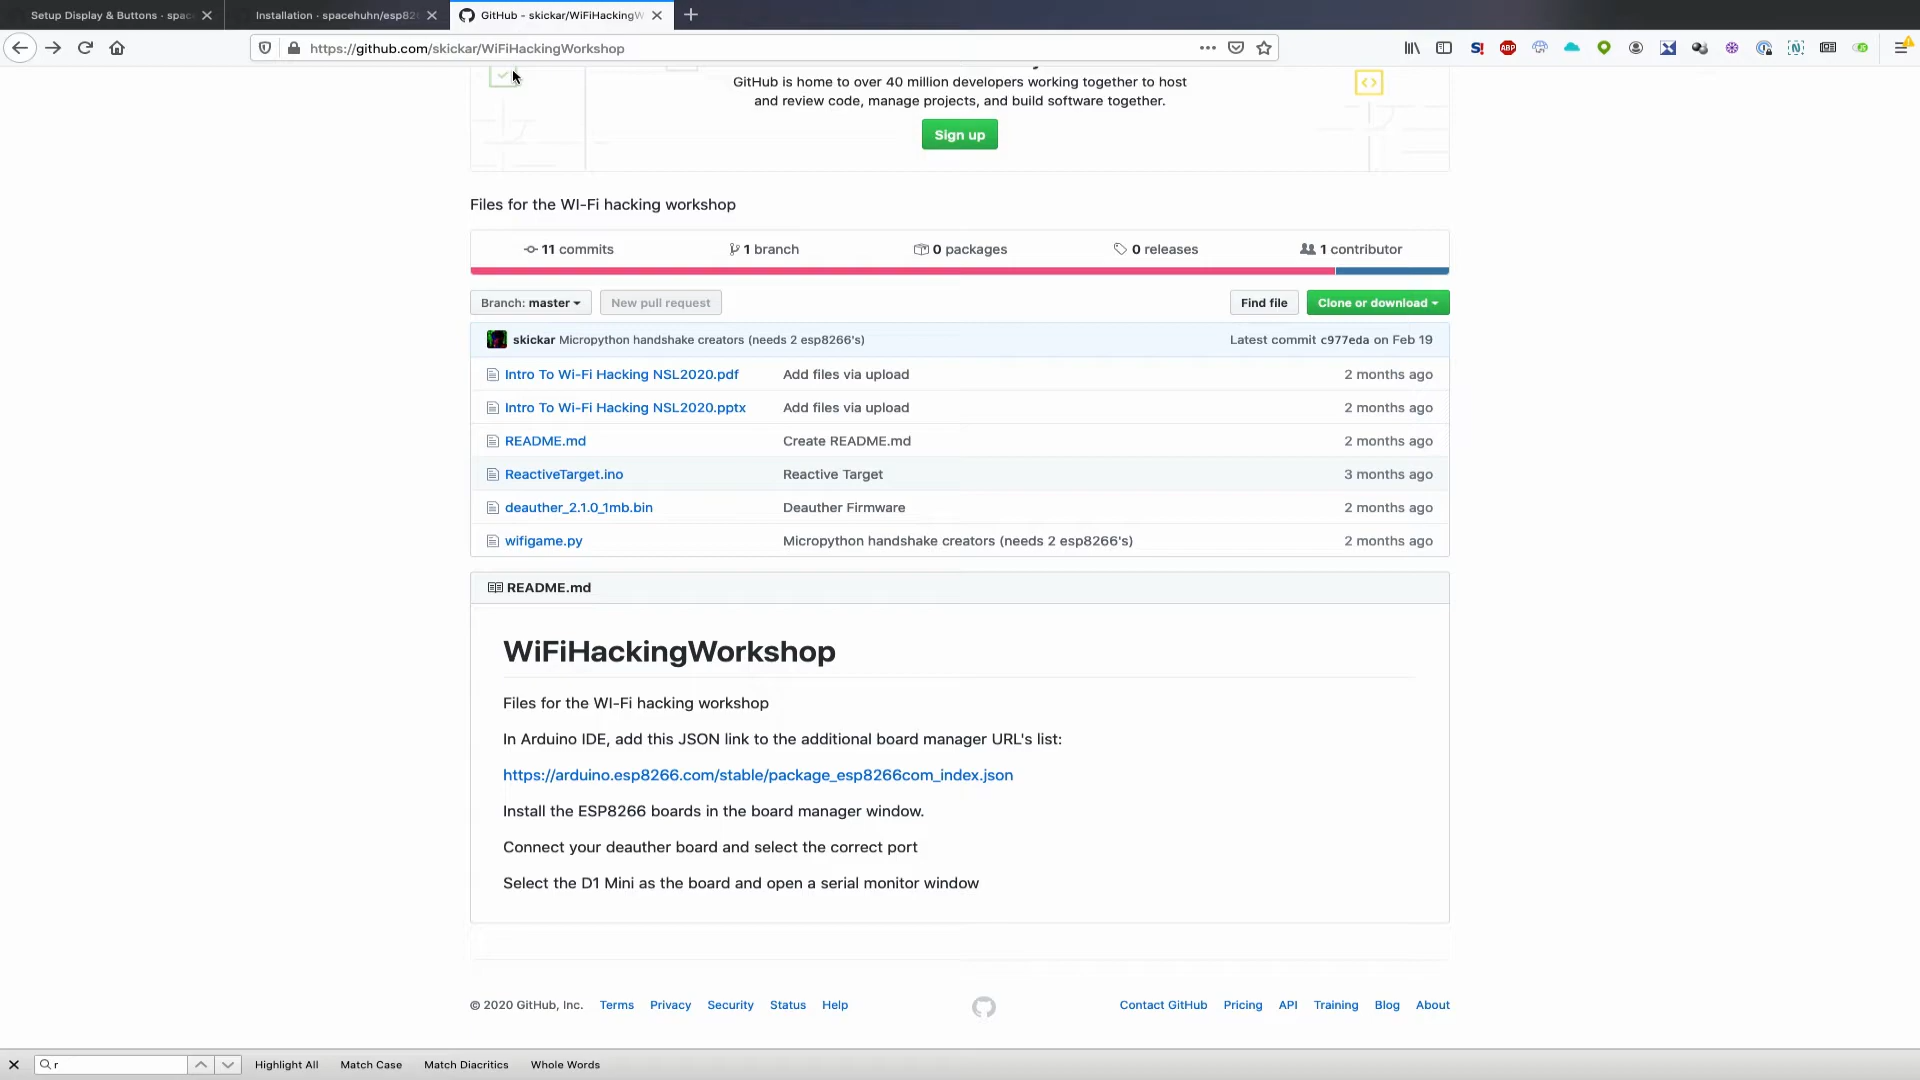 Setup Display & Buttons · spac
Installation · spacehuhn/esp82
GitHub - skickar/WiFiHackingW
https://github.com/skickar/WiFiHackingWorkshop
GitHub is home to over 40 million developers working together to host
and review code, manage projects, and build software together.
Sign up
Files for the WI-Fi hacking workshop
11 commits
1 branch
0 packages
0 releases
1 contributor
Branch: master
New pull request
Find file
Clone or download
skickar Micropython handshake creators (needs 2 esp8266's)
Latest commit c977eda on Feb 19
Intro To Wi-Fi Hacking NSL2020.pdf
Add files via upload
2 months ago
Intro To Wi-Fi Hacking NSL2020.pptx
Add files via upload
2 months ago
README.md
Create README.md
2 months ago
ReactiveTarget.ino
Reactive Target
3 months ago
deauther_2.1.0_1mb.bin
Deauther Firmware
2 months ago
wifigame.py
Micropython handshake creators (needs 2 esp8266's)
2 months ago
README.md
WiFiHackingWorkshop
Files for the WI-Fi hacking workshop
In Arduino IDE, add this JSON link to the additional board manager URL's list:
https://arduino.esp8266.com/stable/package_esp8266com_index.json
Install the ESP8266 boards in the board manager window.
Connect your deauther board and select the correct port
Select the D1 Mini as the board and open a serial monitor window
© 2020 GitHub, Inc.
Terms
Privacy
Security
Status
Help
Contact GitHub
Pricing
API
Training
Blog
About
r
Highlight All
Match Case
Match Diacritics
Whole Words